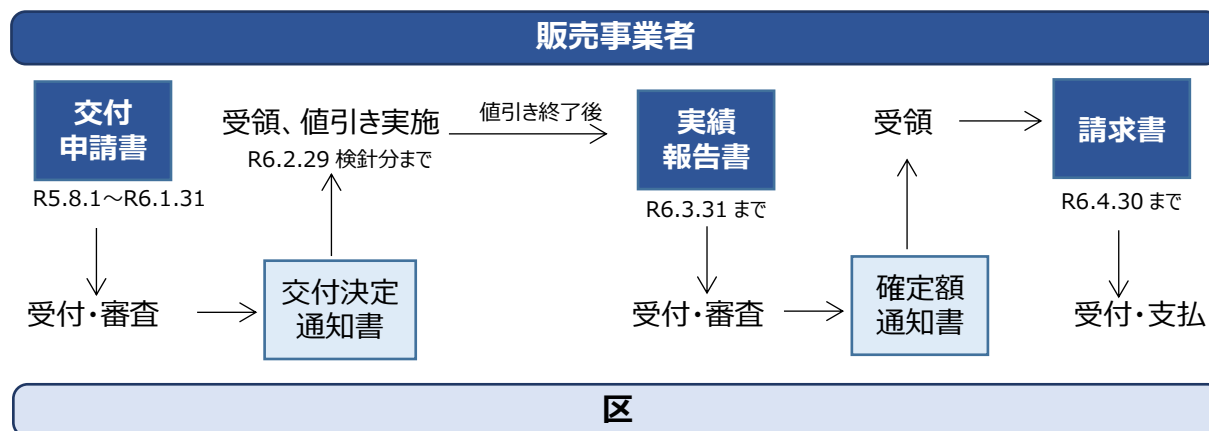 販売事業者
交付
申請書
R5.8.1～R6.1.31
受付・審査
交付決定
通知書
受領、値引き実施
R6.2.29 検針分まで
値引き終了後
実績
報告書
R6.3.31 まで
受付・審査
確定額
通知書
受領
請求書
R6.4.30 まで
受付・支払
区